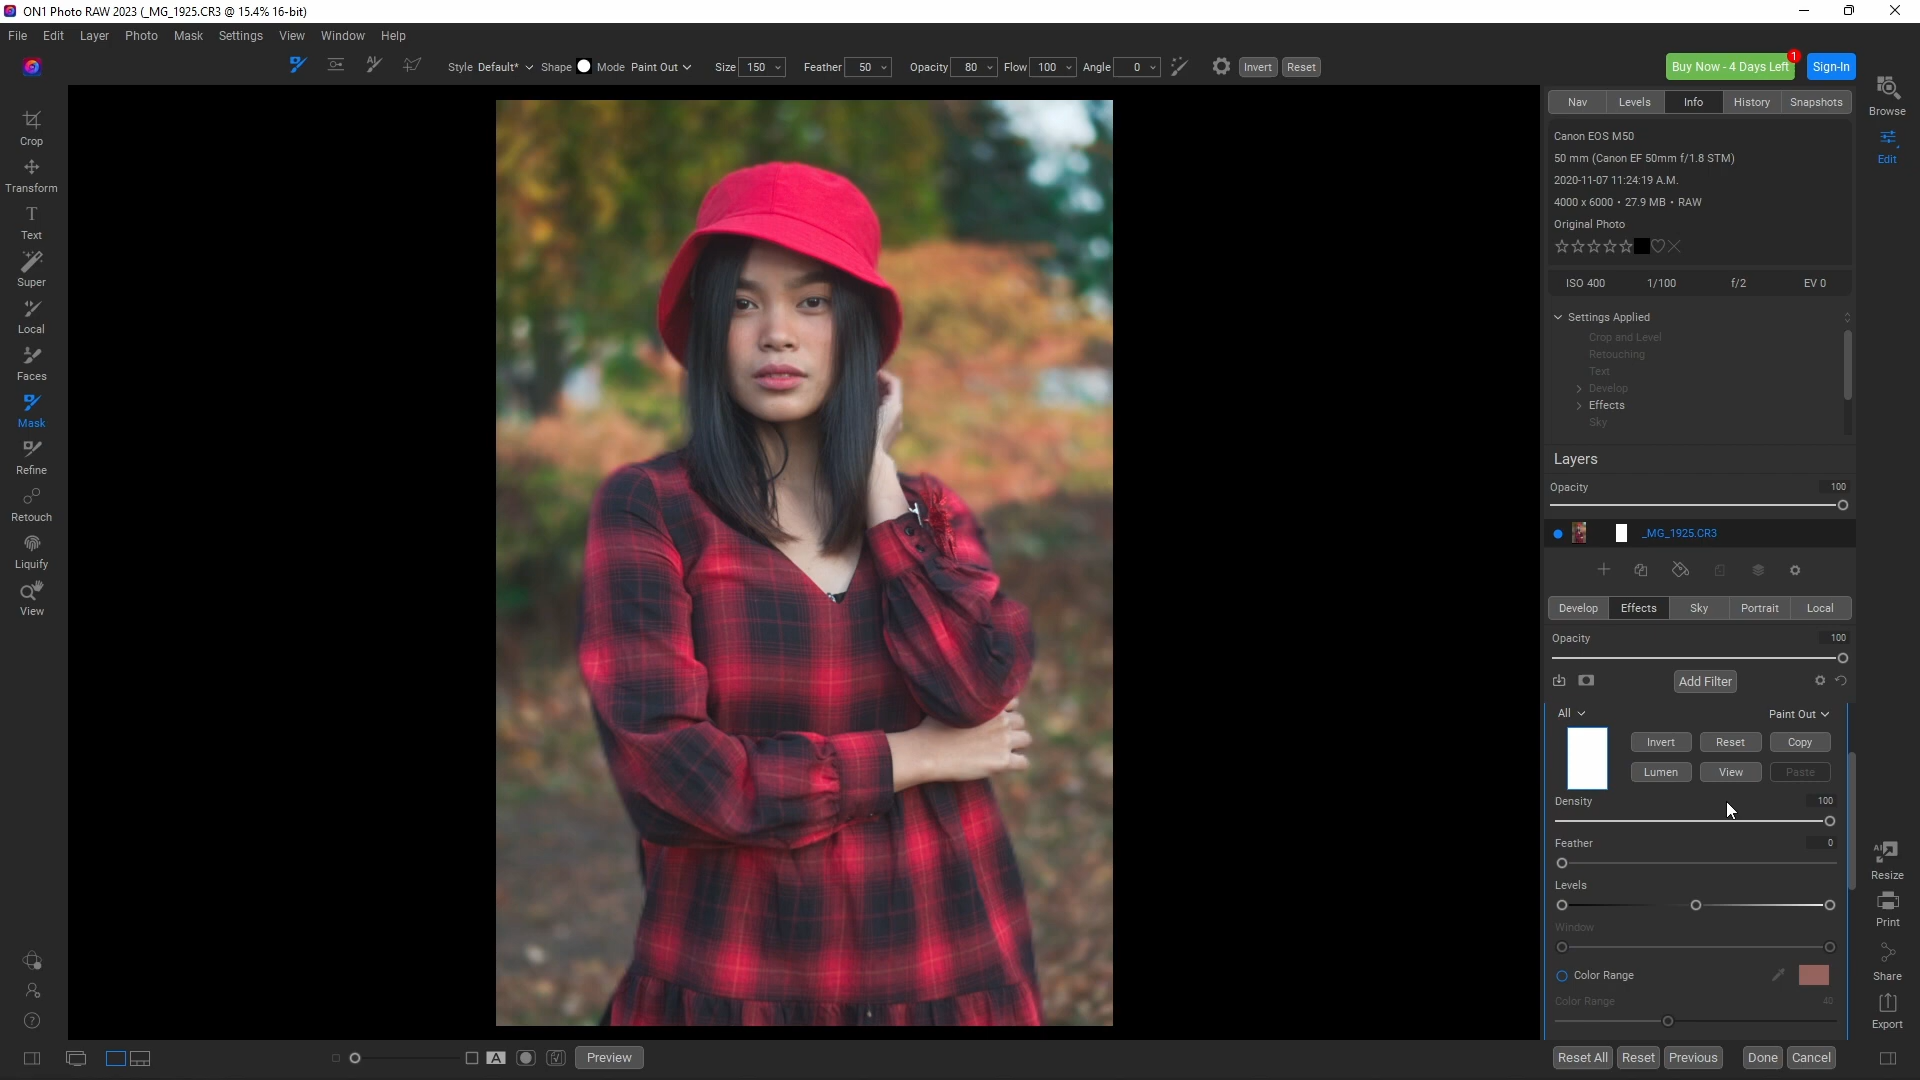 ON1 Photo RAW 2023 (_MG_1925.CR3 @ 15.4% 16-bit)
File Edit Layer Photo Mask Settings View Window Help
Style Default* Shape Mode Paint Out Size 150 Feather 50 Opacity 80 Flow 100 Angle 0 Invert Reset
Buy Now - 4 Days Left 1 Sign-In
Crop
Transform
Text
Super
Local
Faces
Mask
Refine
Retouch
Liquify
View
Nav Levels Info History Snapshots
Canon EOS M50
50 mm (Canon EF 50mm f/1.8 STM)
2020-11-07 11:24:19 A.M.
4000 x 6000 • 27.9 MB • RAW
Original Photo
ISO 400 1/100 f/2 EV 0
Settings Applied
Crop and Level
Retouching
Text
Develop
Effects
Sky
Layers
Opacity 100
_MG_1925.CR3
Develop Effects Sky Portrait Local
Opacity 100
Add Filter
All Paint Out
Invert Reset Copy
Lumen View Paste
Density 100
Feather 0
Levels
Window
Color Range
Color Range 40
Browse
Edit
AI
Resize
Print
Share
Export
A Preview
Reset All Reset Previous Done Cancel